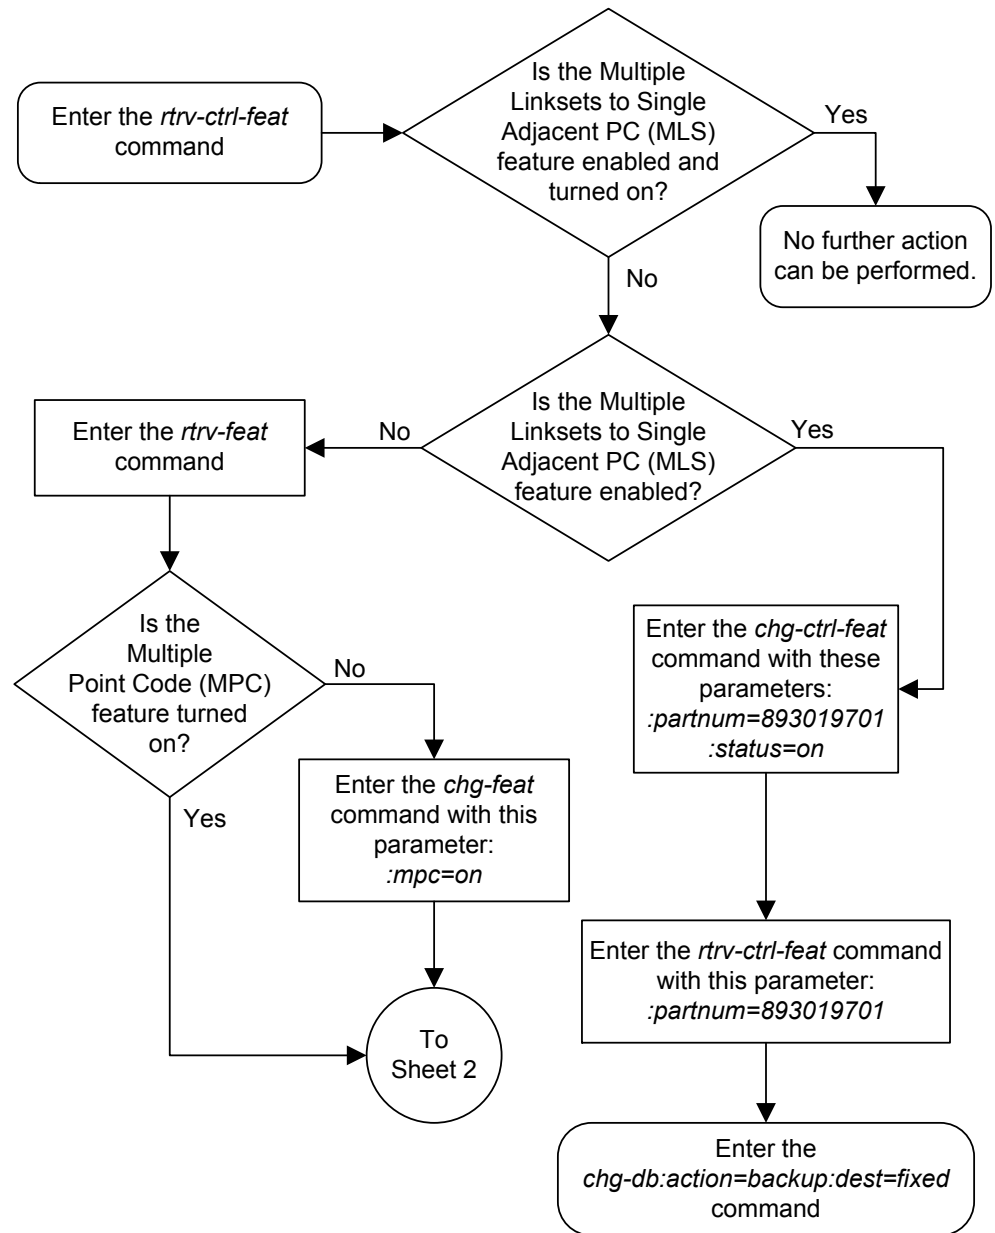 Enter the rtrv-ctrl-feat
command
Is the Multiple
Linksets to Single
Adjacent PC (MLS)
feature enabled and
turned on?
Yes
No further action
can be performed.
No
Is the Multiple
Linksets to Single
Adjacent PC (MLS)
feature enabled?
No
Yes
Enter the rtrv-feat
command
Is the
Multiple
Point Code (MPC)
feature turned
on?
No
Yes
Enter the chg-feat
command with this
parameter:
:mpc=on
To
Sheet 2
Enter the chg-ctrl-feat
command with these
parameters:
:partnum=893019701
:status=on
Enter the rtrv-ctrl-feat command
with this parameter:
:partnum=893019701
Enter the
chg-db:action=backup:dest=fixed
command